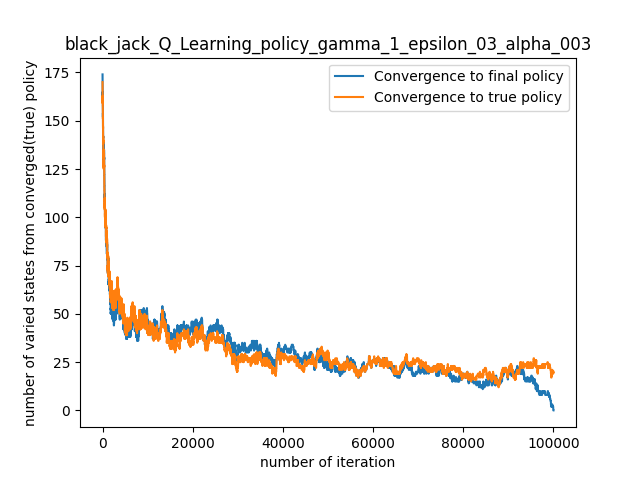 black_jack_Q_Learning_policy_gamma_1_epsilon_03_alpha_003
number of varied states from converged(true) policy
175
150
125
100
75
50
25
0
Convergence to final policy
Convergence to true policy
0 20000 40000 60000 80000 100000
number of iteration